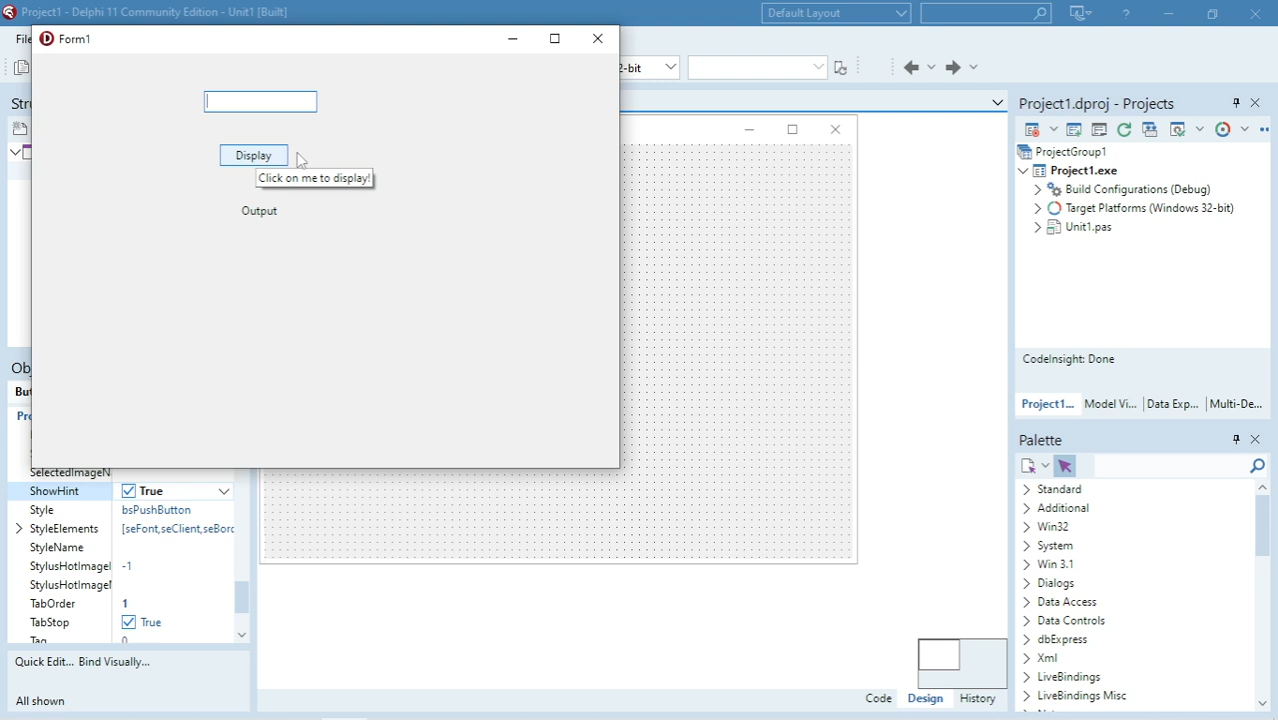 Project1 - Delphi 11 Community Edition - Unit1 [Built]
Default Layout
?
File
Form1
2-bit
Display
Click on me to display!
Output
Project1.dproj - Projects
ProjectGroup1
Project1.exe
Build Configurations (Debug)
Target Platforms (Windows 32-bit)
Unit1.pas
CodeInsight: Done
Project1...
Model Vi...
Data Exp...
Multi-De...
Palette
Standard
Additional
Win32
System
Win 3.1
Dialogs
Data Access
Data Controls
dbExpress
Xml
LiveBindings
LiveBindings Misc
Stru
Obj
But
Pro
SelectedImageN
ShowHint True
Style bsPushButton
StyleElements [seFont,seClient,seBord
StyleName
StylusHotImageI -1
StylusHotImageI
TabOrder 1
TabStop True
Tag 0
Quick Edit... Bind Visually...
All shown
Code
Design
History